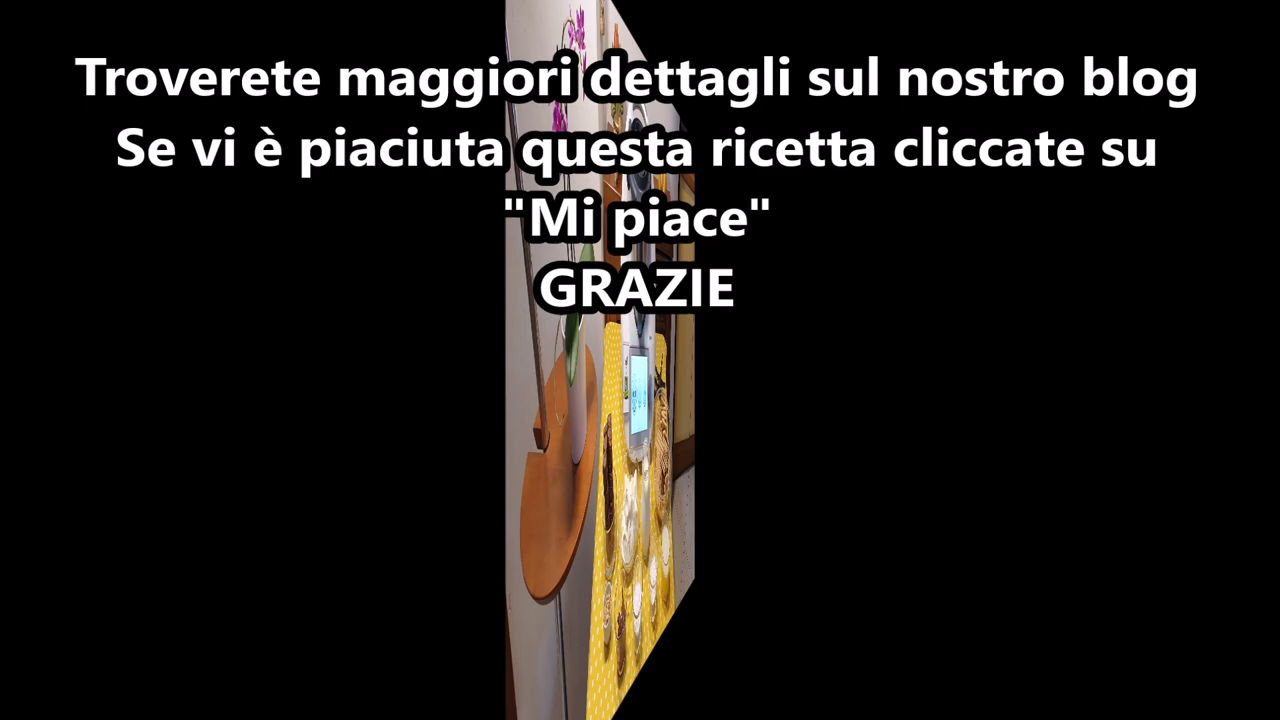 Troverete maggiori dettagli sul nostro blog
Se vi è piaciuta questa ricetta cliccate su
"Mi piace"
GRAZIE